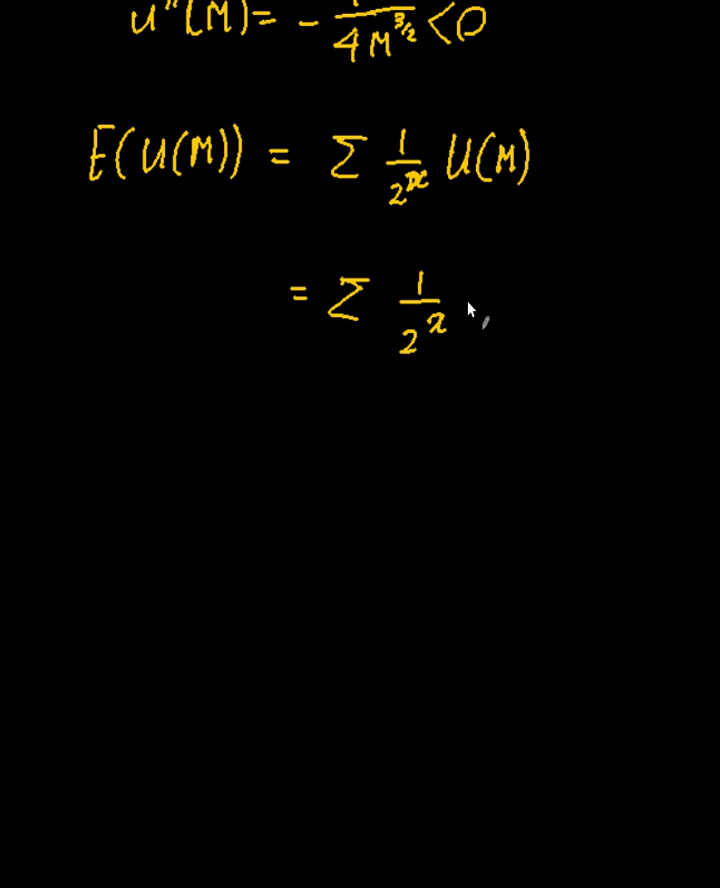 u"(M) = - 1/4M^3/2 < 0
E(U(M)) = Σ 1/2^x U(M)
= Σ 1/2^x